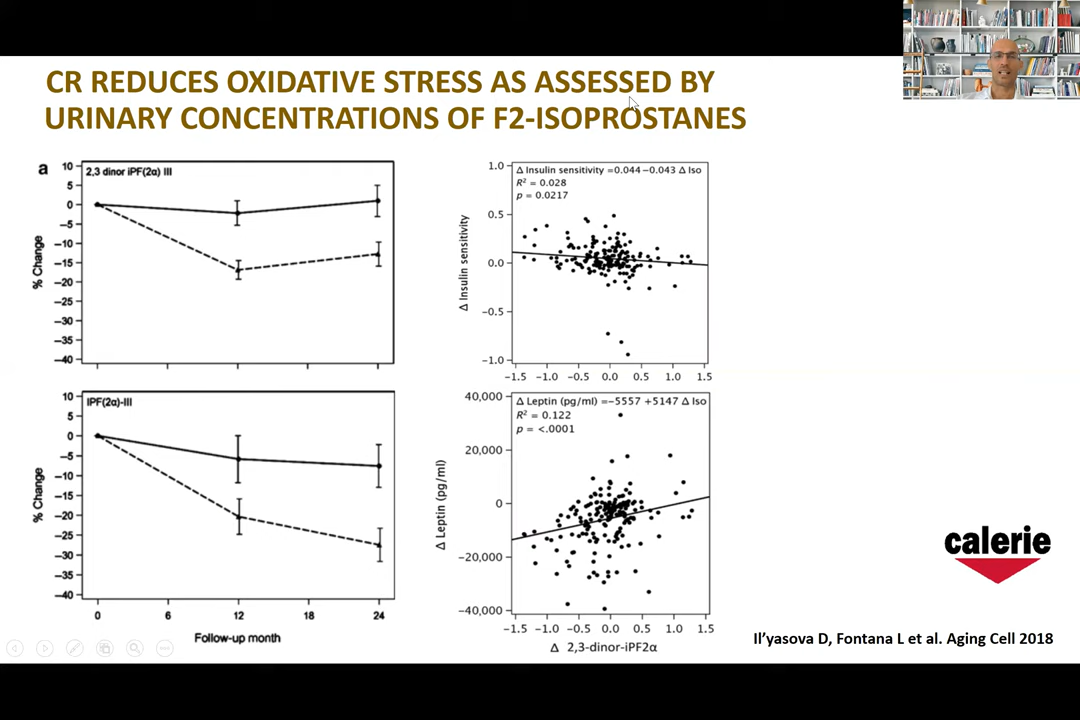 CR REDUCES OXIDATIVE STRESS AS ASSESSED BY
URINARY CONCENTRATIONS OF F2-ISOPROSTANES
a
2,3 dinor iPF(2α) III
% Change
10
5
0
−5
−10
−15
−20
−25
−30
−35
−40
IPF(2α)-III
% Change
10
5
0
−5
−10
−15
−20
−25
−30
−35
−40
0 6 12 18 24
Follow-up month
Δ Insulin sensitivity =0.044−0.043 Δ Iso
R² = 0.028
p = 0.0217
Δ Insulin sensitivity
1.0
0.5
0.0
−0.5
−1.0
−1.5 −1.0 −0.5 0.0 0.5 1.0 1.5
Δ Leptin (pg/ml) =−5557 +5147 Δ Iso
R² = 0.122
p = <.0001
Δ Leptin (pg/ml)
40,000
20,000
0
−20,000
−40,000
−1.5 −1.0 −0.5 0.0 0.5 1.0 1.5
Δ 2,3-dinor-iPF2α
calerie
Il’yasova D, Fontana L et al. Aging Cell 2018